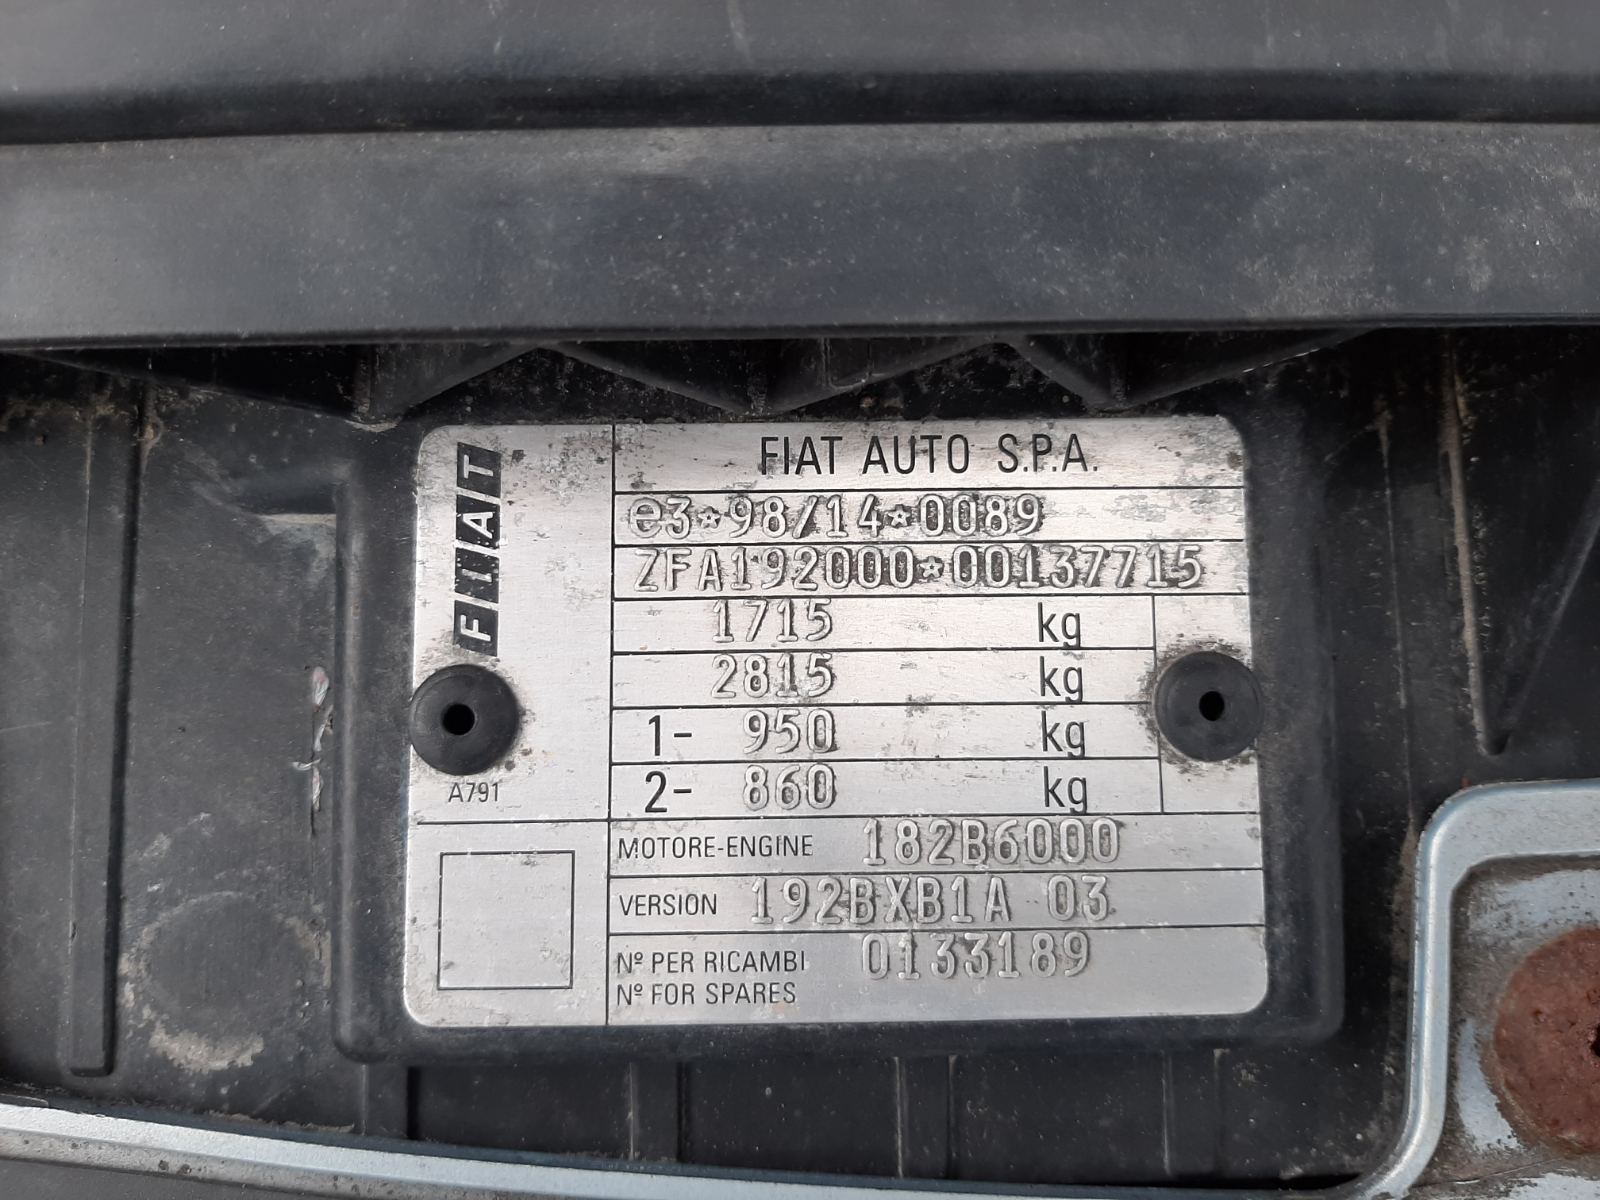 FIAT
FIAT AUTO S.P.A.
e3*98/14*0089
ZFA192000*00137715
1715 kg
2815 kg
1- 950 kg
2- 860 kg
A791
MOTORE-ENGINE 182B6000
VERSION 192BXB1A 03
Nº PER RICAMBI 0133189
Nº FOR SPARES